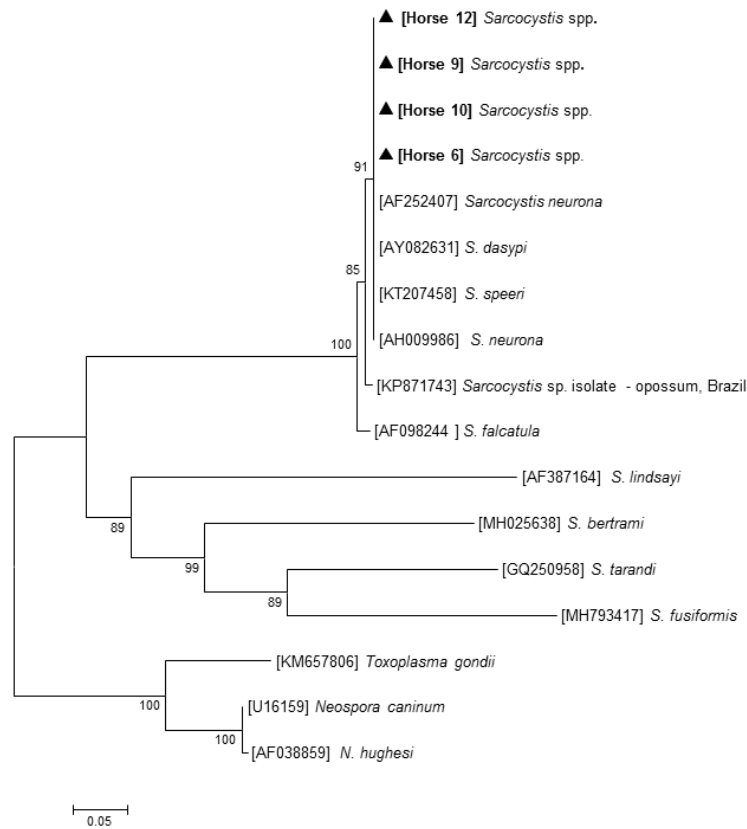 [Horse 12] Sarcocystis spp.
[Horse 9] Sarcocystis spp.
[Horse 10] Sarcocystis spp.
[Horse 6] Sarcocystis spp.
91
[AF252407] Sarcocystis neurona
[AY082631] S. dasypi
85
[KT207458] S. speeri
100
[AH009986] S. neurona
[KP871743] Sarcocystis sp. isolate - opossum, Brazil
[AF098244 ] S. falcatula
[AF387164] S. lindsayi
89
[MH025638] S. bertrami
99
[GQ250958] S. tarandi
89
[MH793417] S. fusiformis
[KM657806] Toxoplasma gondii
100
[U16159] Neospora caninum
100
[AF038859] N. hughesi
0.05